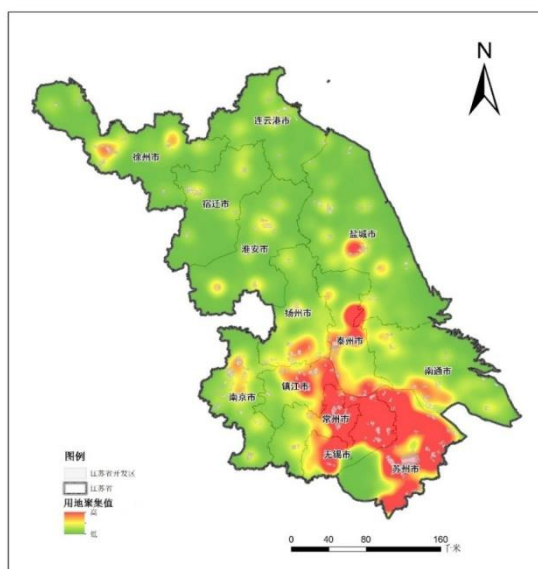 N
连云港市
徐州市
宿迁市
淮安市
盐城市
扬州市
泰州市
南通市
镇江市
南京市
常州市
无锡市
苏州市
图例
江苏省开发区
江苏省
用地聚集值
高
低
0 40 80 160
千米